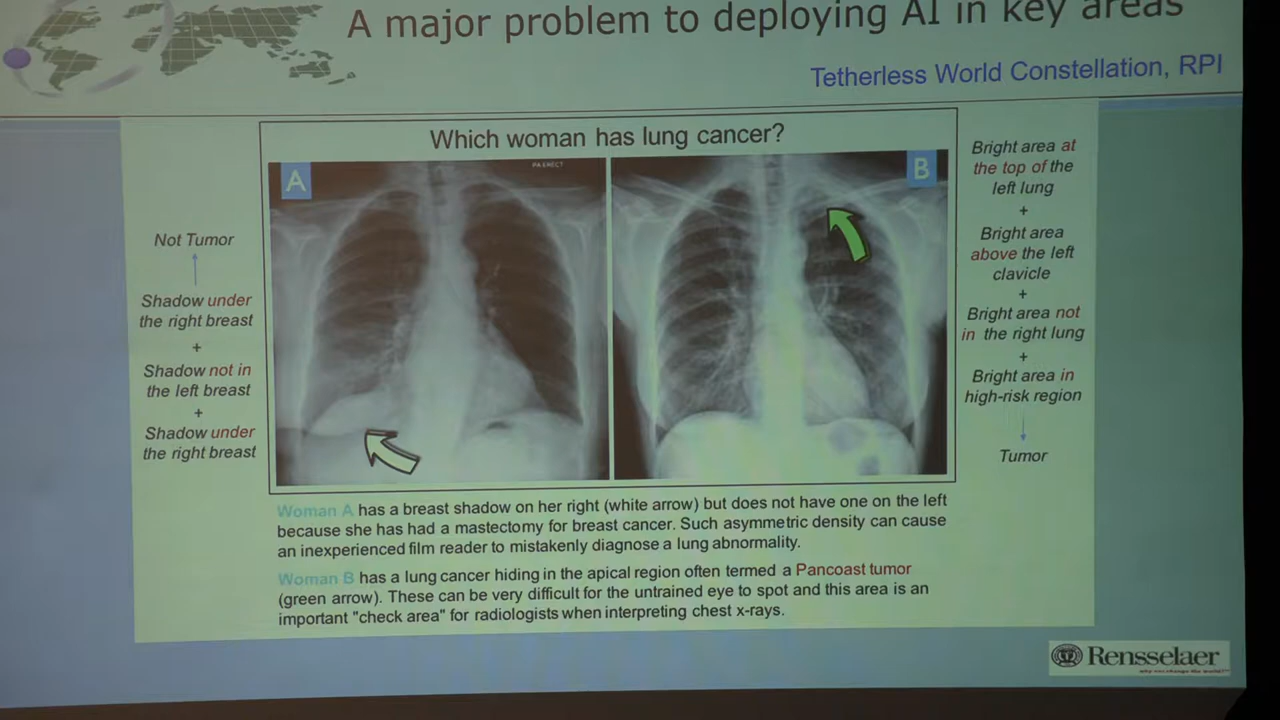 A major problem to deploying AI in key areas
Tetherless World Constellation, RPI
Which woman has lung cancer?
A
PA ERECT
B
Not Tumor
Shadow under
the right breast
+
Shadow not in
the left breast
+
Shadow under
the right breast
Bright area at
the top of the
left lung
+
Bright area
above the left
clavicle
+
Bright area not
in the right lung
+
Bright area in
high-risk region
Tumor
Woman A has a breast shadow on her right (white arrow) but does not have one on the left
because she has had a mastectomy for breast cancer. Such asymmetric density can cause
an inexperienced film reader to mistakenly diagnose a lung abnormality.
Woman B has a lung cancer hiding in the apical region often termed a Pancoast tumor
(green arrow). These can be very difficult for the untrained eye to spot and this area is an
important "check area" for radiologists when interpreting chest x-rays.
Rensselaer
why not change the world?